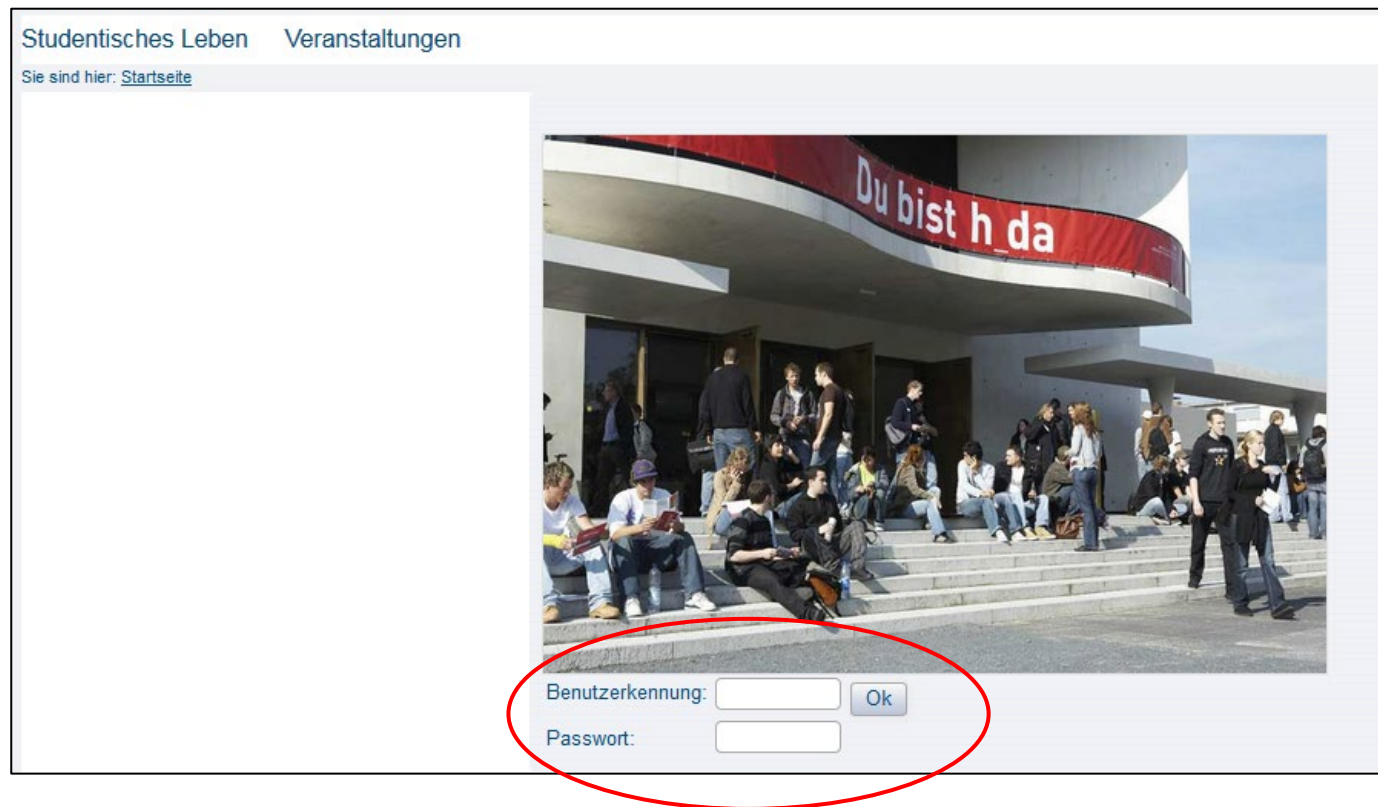 Studentisches Leben Veranstaltungen
Sie sind hier: Startseite
Du bist h_da
Benutzerkennung: Ok
Passwort: